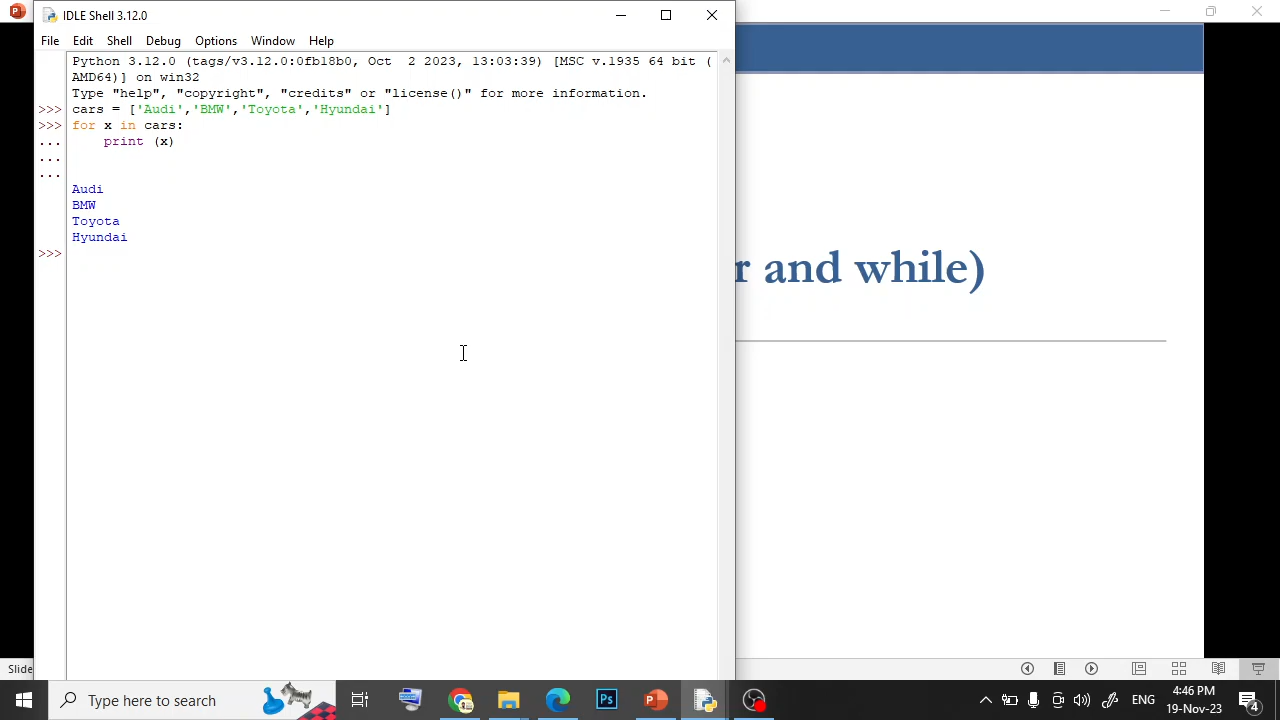 IDLE Shell 3.12.0
File Edit Shell Debug Options Window Help
Python 3.12.0 (tags/v3.12.0:0fb18b0, Oct  2 2023, 13:03:39) [MSC v.1935 64 bit (
AMD64)] on win32
Type "help", "copyright", "credits" or "license()" for more information.
>>> cars = ['Audi','BMW','Toyota','Hyundai']
>>> for x in cars:
...     print (x)
...
...
Audi
BMW
Toyota
Hyundai
>>>
r and while)
Slide
Type here to search
Ps
ENG
4:46 PM
19-Nov-23
4